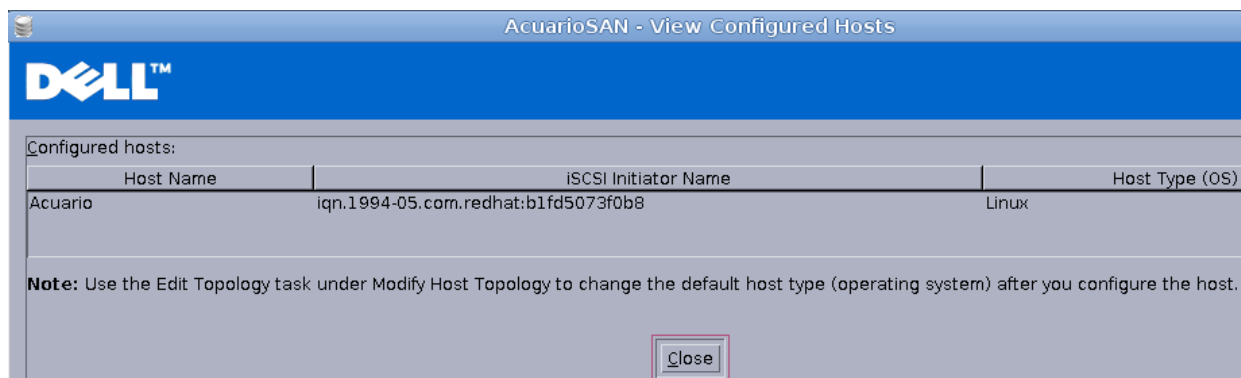 AcuarioSAN - View Configured Hosts
DELL™
Configured hosts:
Host Name iSCSI Initiator Name Host Type (OS)
Acuario iqn.1994-05.com.redhat:b1fd5073f0b8 Linux
Note: Use the Edit Topology task under Modify Host Topology to change the default host type (operating system) after you configure the host.
Close